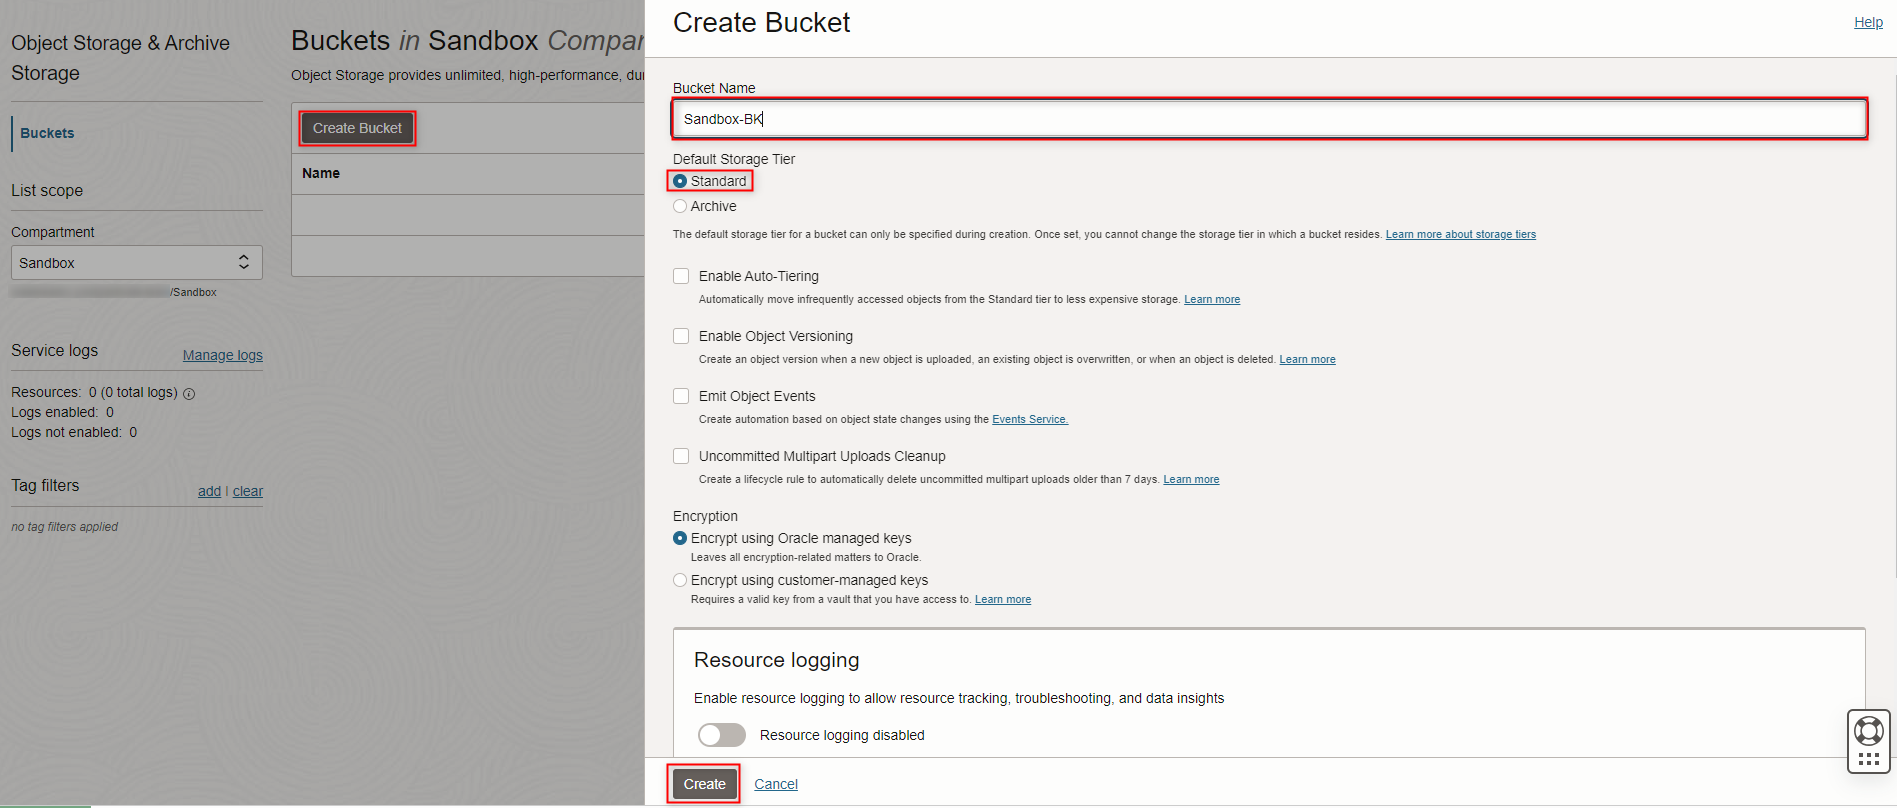 Object Storage & Archive
Storage
Buckets
List scope
Compartment
Sandbox
/Sandbox
Service logs
Manage logs
Resources: 0 (0 total logs)
Logs enabled: 0
Logs not enabled: 0
Tag filters
add | clear
no tag filters applied
Buckets in Sandbox
Object Storage provides unlimited, high-performance,
Create Bucket
Name
Create Bucket
Help
Bucket Name
Sandbox-BK
Default Storage Tier
Standard
Archive
The default storage tier for a bucket can only be specified during creation. Once set, you cannot change the storage tier in which a bucket resides. Learn more about storage tiers
Enable Auto-Tiering
Automatically move infrequently accessed objects from the Standard tier to less expensive storage. Learn more
Enable Object Versioning
Create an object version when a new object is uploaded, an existing object is overwritten, or when an object is deleted. Learn more
Emit Object Events
Create automation based on object state changes using the Events Service.
Uncommitted Multipart Uploads Cleanup
Create a lifecycle rule to automatically delete uncommitted multipart uploads older than 7 days. Learn more
Encryption
Encrypt using Oracle managed keys
Leaves all encryption-related matters to Oracle.
Encrypt using customer-managed keys
Requires a valid key from a vault that you have access to. Learn more
Resource logging
Enable resource logging to allow resource tracking, troubleshooting, and data insights
Resource logging disabled
Create
Cancel